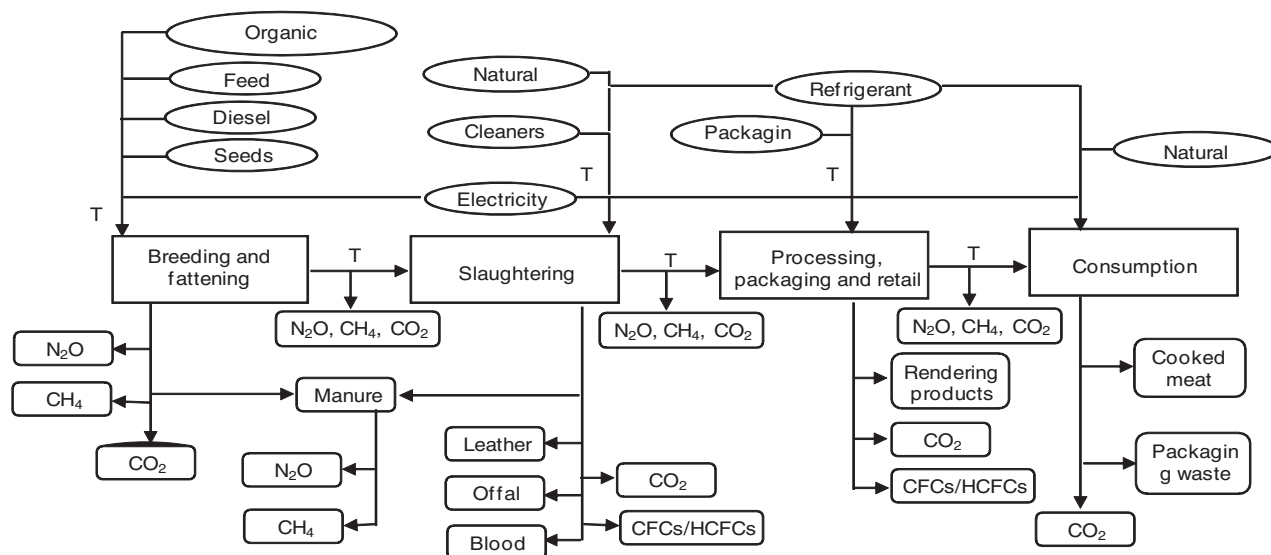 Organic
Feed
Diesel
Seeds
Natural
Cleaners
Refrigerant
Packagin
Natural
Electricity
T
T
T
Breeding and
fattening
T
Slaughtering
T
Processing,
packaging and retail
T
Consumption
N₂O, CH₄, CO₂
N₂O, CH₄, CO₂
N₂O, CH₄, CO₂
N₂O
CH₄
CO₂
Manure
N₂O
CH₄
Leather
Offal
Blood
CO₂
CFCs/HCFCs
Rendering
products
CO₂
CFCs/HCFCs
Cooked
meat
Packagin
g waste
CO₂